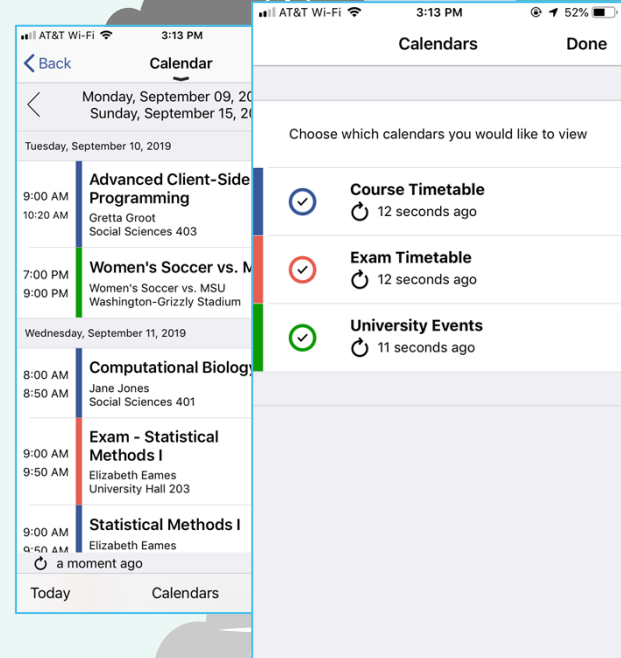 AT&T Wi-Fi 3:13 PM
Back Calendar
Monday, September 09, 20
Sunday, September 15, 2
Tuesday, September 10, 2019
9:00 AM
10:20 AM
Advanced Client-Side
Programming
Gretta Groot
Social Sciences 403
7:00 PM
9:00 PM
Women's Soccer vs. M
Women's Soccer vs. MSU
Washington-Grizzly Stadium
Wednesday, September 11, 2019
8:00 AM
8:50 AM
Computational Biology
Jane Jones
Social Sciences 401
9:00 AM
9:50 AM
Exam - Statistical
Methods I
Elizabeth Eames
University Hall 203
9:00 AM
9:50 AM
Statistical Methods I
Elizabeth Eames
a moment ago
Today Calendars
AT&T Wi-Fi 3:13 PM 52%
Calendars Done
Choose which calendars you would like to view
Course Timetable
12 seconds ago
Exam Timetable
12 seconds ago
University Events
11 seconds ago